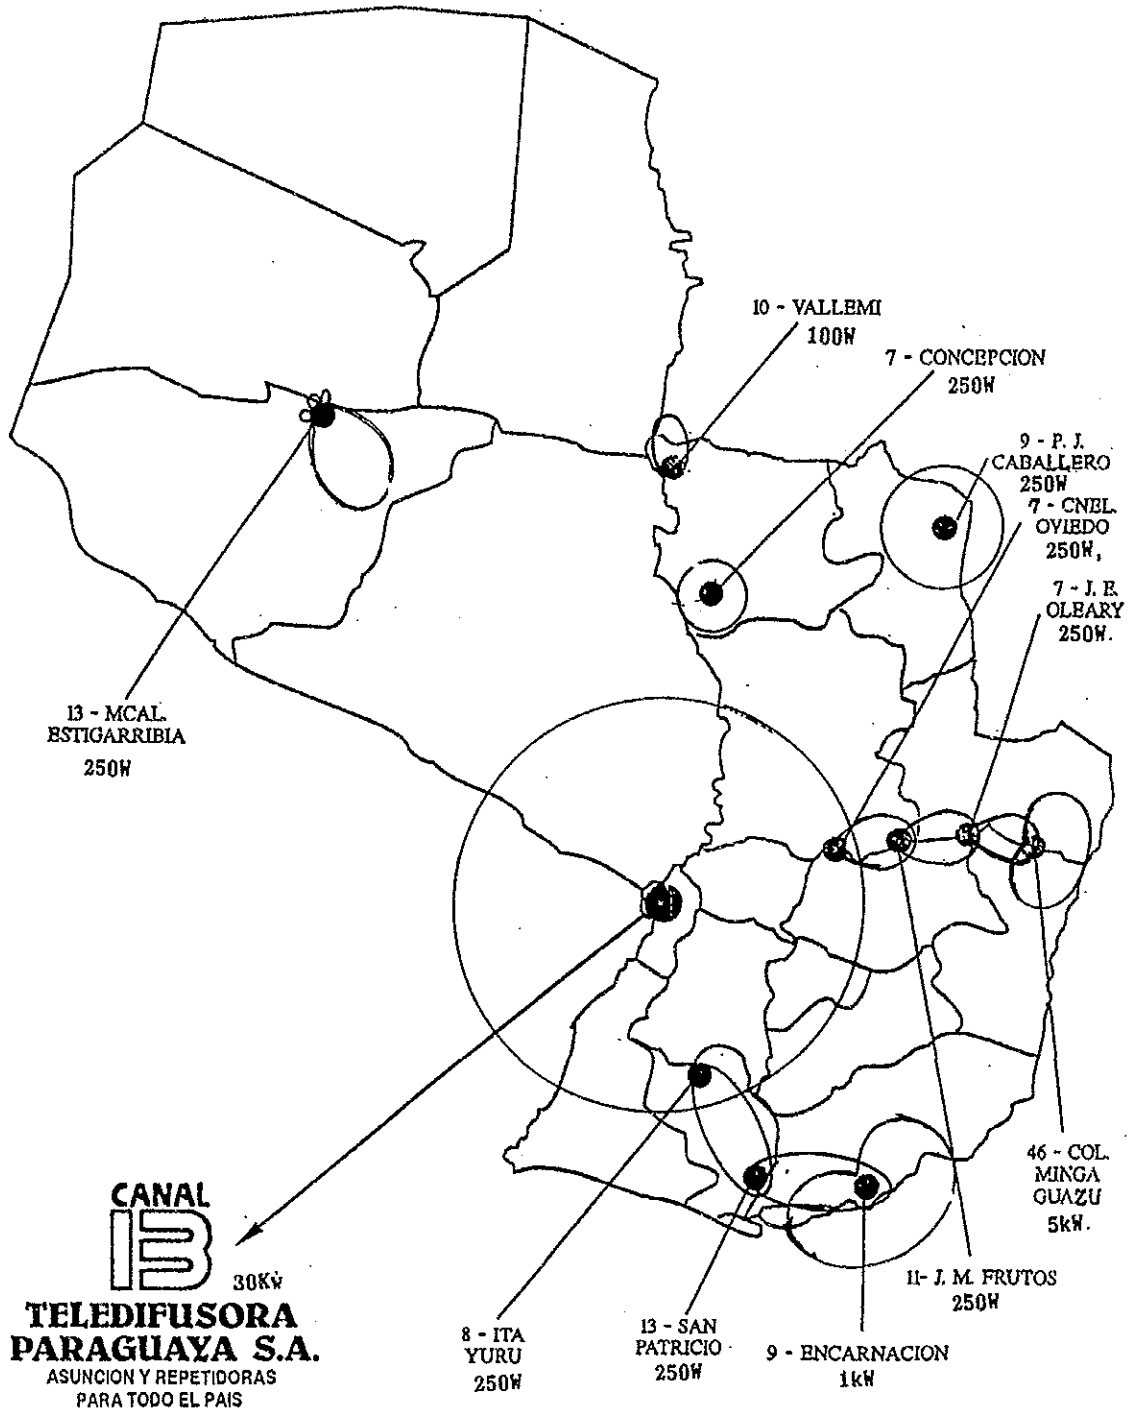 10 - VALLEMI
100W
7 - CONCEPCION
250W
9 - P. J.
CABALLERO
250W
7 - CNEL.
OVIEDO
250W,
7 - J. E.
OLEARY
250W.
13 - MCAL.
ESTIGARRIBIA
250W
CANAL
13
30Kw
TELEDIFUSORA
PARAGUAYA S.A.
ASUNCION Y REPETIDORAS
PARA TODO EL PAIS
8 - ITA
YURU
250W
13 - SAN
PATRICIO
250W
9 - ENCARNACION
1kW
11- J. M. FRUTOS
250W
46 - COL.
MINGA
GUAZU
5kW.